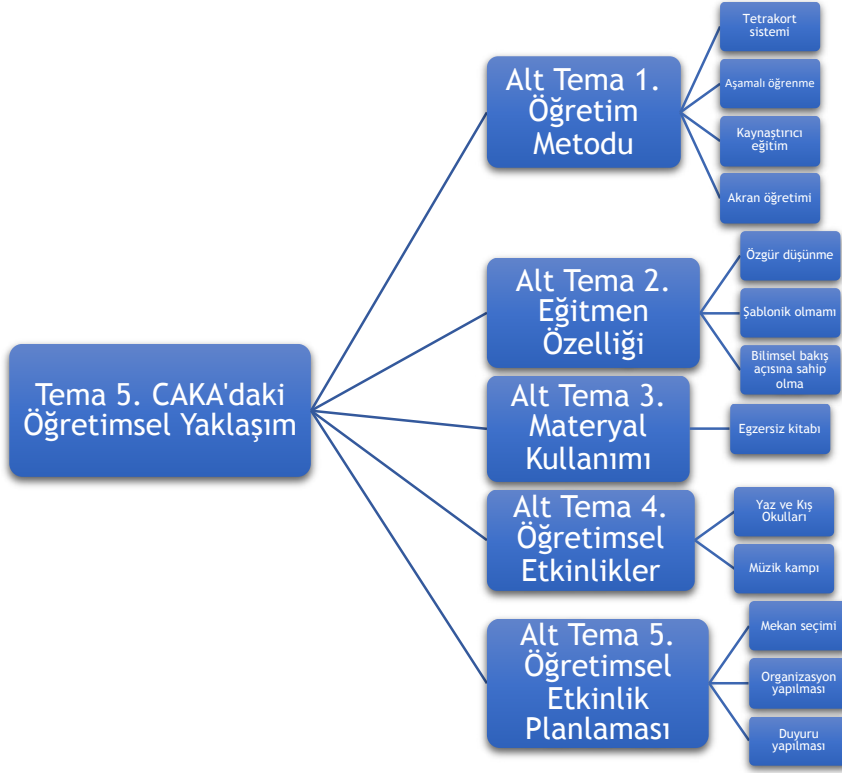 Tema 5. CAKA'daki
Öğretimsel Yaklaşım
Alt Tema 1.
Öğretim
Metodu
Tetrakort
sistemi
Aşamalı öğrenme
Kaynaştırıcı
eğitim
Akran öğretimi
Alt Tema 2.
Eğitmen
Özelliği
Özgür düşünme
Şablonik olmamı
Bilimsel bakış
açısına sahip
olma
Alt Tema 3.
Materyal
Kullanımı
Egzersiz kitabı
Alt Tema 4.
Öğretimsel
Etkinlikler
Yaz ve Kış
Okulları
Müzik kampı
Alt Tema 5.
Öğretimsel
Etkinlik
Planlaması
Mekan seçimi
Organizasyon
yapılması
Duyuru
yapılması